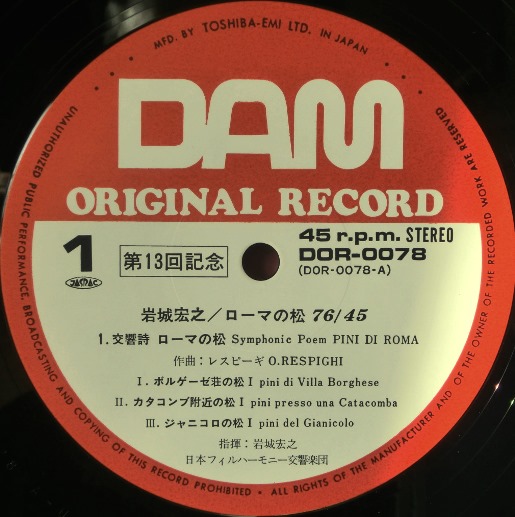 MFD. BY TOSHIBA-EMI LTD. IN JAPAN
DAM
ORIGINAL RECORD
1
第13回記念
45 r.p.m. STEREO
DOR-0078
(DOR-0078-A)
岩城宏之／ローマの松 76/45
1. 交響詩 ローマの松 Symphonic Poem PINI DI ROMA
作曲：レスピーギ O.RESPIGHI
I. ボルゲーゼ荘の松 I pini di Villa Borghese
II. カタコンブ附近の松 I pini presso una Catacomba
III. ジャニコロの松 I pini del Gianicolo
指揮：岩城宏之
日本フィルハーモニー交響楽団
UNAUTHORIZED PUBLIC PERFORMANCE, BROADCASTING AND COPYING OF THIS RECORD PROHIBITED • ALL RIGHTS OF THE MANUFACTURER AND OF THE OWNER OF THE RECORDED WORK ARE RESERVED